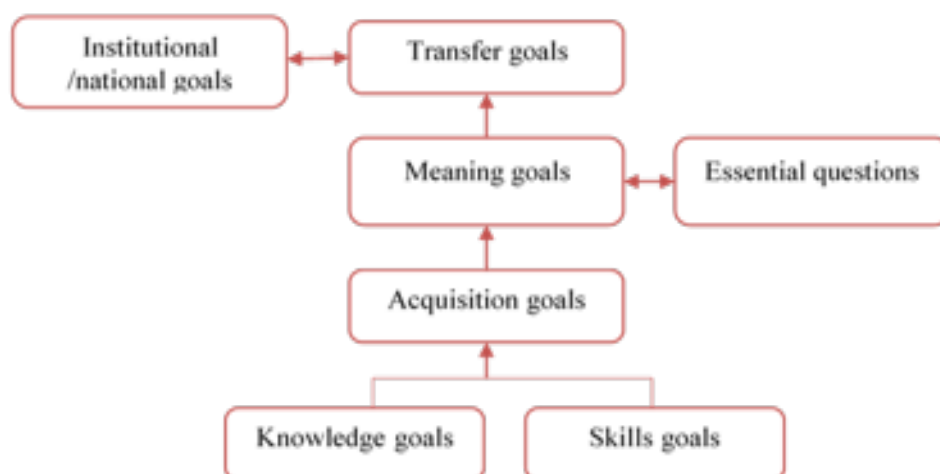 Institutional
/national goals
Transfer goals
Meaning goals
Essential questions
Acquisition goals
Knowledge goals
Skills goals